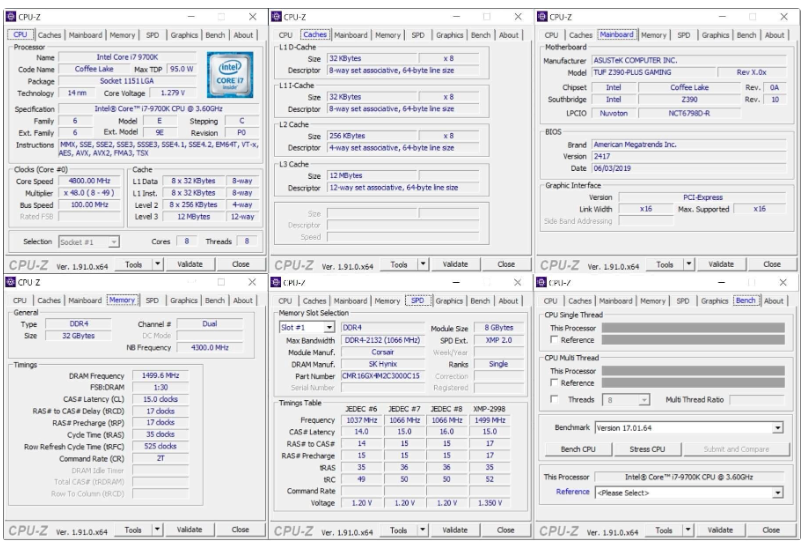 CPU-Z
CPU Caches Mainboard Memory SPD Graphics Bench About
Processor
Name Intel Core i7 9700K
Code Name Coffee Lake Max TDP 95.0 W
Package Socket 1151 LGA
Technology 14 nm Core Voltage 1.279 V
(intel) CORE i7 inside
Specification Intel® Core™ i7-9700K CPU @ 3.60GHz
Family 6 Model E Stepping C
Ext. Family 6 Ext. Model 9E Revision P0
Instructions MMX, SSE, SSE2, SSE3, SSSE3, SSE4.1, SSE4.2, EM64T, VT-x,
AES, AVX, AVX2, FMA3, TSX
Clocks (Core #0)
Core Speed 4800.00 MHz
Multiplier x 48.0 ( 8 - 49 )
Bus Speed 100.00 MHz
Rated FSB
Cache
L1 Data 8 x 32 KBytes 8-way
L1 Inst. 8 x 32 KBytes 8-way
Level 2 8 x 256 KBytes 4-way
Level 3 12 MBytes 12-way
Selection Socket #1 Cores 8 Threads 8
CPU-Z Ver. 1.91.0.x64 Tools Validate Close
CPU-Z
CPU Caches Mainboard Memory SPD Graphics Bench About
L1 D-Cache
Size 32 KBytes x 8
Descriptor 8-way set associative, 64-byte line size
L1 I-Cache
Size 32 KBytes x 8
Descriptor 8-way set associative, 64-byte line size
L2 Cache
Size 256 KBytes x 8
Descriptor 4-way set associative, 64-byte line size
L3 Cache
Size 12 MBytes
Descriptor 12-way set associative, 64-byte line size
Size
Descriptor
Speed
CPU-Z Ver. 1.91.0.x64 Tools Validate Close
CPU-Z
CPU Caches Mainboard Memory SPD Graphics Bench About
Motherboard
Manufacturer ASUSTeK COMPUTER INC.
Model TUF Z390-PLUS GAMING Rev X.0x
Chipset Intel Coffee Lake Rev. 0A
Southbridge Intel Z390 Rev. 10
LPCIO Nuvoton NCT6798D-R
BIOS
Brand American Megatrends Inc.
Version 2417
Date 06/03/2019
Graphic Interface
Version PCI-Express
Link Width x16 Max. Supported x16
Side Band Addressing
CPU-Z Ver. 1.91.0.x64 Tools Validate Close
CPU-Z
CPU Caches Mainboard Memory SPD Graphics Bench About
General
Type DDR4 Channel # Dual
Size 32 GBytes DC Mode
NB Frequency 4300.0 MHz
Timings
DRAM Frequency 1499.6 MHz
FSB:DRAM 1:30
CAS# Latency (CL) 15.0 clocks
RAS# to CAS# Delay (tRCD) 17 clocks
RAS# Precharge (tRP) 17 clocks
Cycle Time (tRAS) 35 clocks
Row Refresh Cycle Time (tRFC) 525 clocks
Command Rate (CR) 2T
DRAM Idle Timer
Total CAS# (tRDRAM)
Row To Column (tRCD)
CPU-Z Ver. 1.91.0.x64 Tools Validate Close
CPU-Z
CPU Caches Mainboard Memory SPD Graphics Bench About
Memory Slot Selection
Slot #1 DDR4 Module Size 8 GBytes
Max Bandwidth DDR4-2132 (1066 MHz) SPD Ext. XMP 2.0
Module Manuf. Corsair Week/Year
DRAM Manuf. SK Hynix Ranks Single
Part Number CMR16GX4M2C3000C15 Correction
Serial Number Registered
Timings Table
JEDEC #6 JEDEC #7 JEDEC #8 XMP-2998
Frequency 1037 MHz 1066 MHz 1066 MHz 1499 MHz
CAS# Latency 14.0 15.0 16.0 15.0
RAS# to CAS# 14 15 15 17
RAS# Precharge 15 15 15 17
tRAS 35 36 36 35
tRC 49 50 50 52
Command Rate
Voltage 1.20 V 1.20 V 1.20 V 1.350 V
CPU-Z Ver. 1.91.0.x64 Tools Validate Close
CPU-Z
CPU Caches Mainboard Memory SPD Graphics Bench About
CPU Single Thread
This Processor
Reference
CPU Multi Thread
This Processor
Reference
Threads 8 Multi Thread Ratio
Benchmark Version 17.01.64
Bench CPU Stress CPU Submit and Compare
This Processor Intel® Core™ i7-9700K CPU @ 3.60GHz
Reference <Please Select>
CPU-Z Ver. 1.91.0.x64 Tools Validate Close